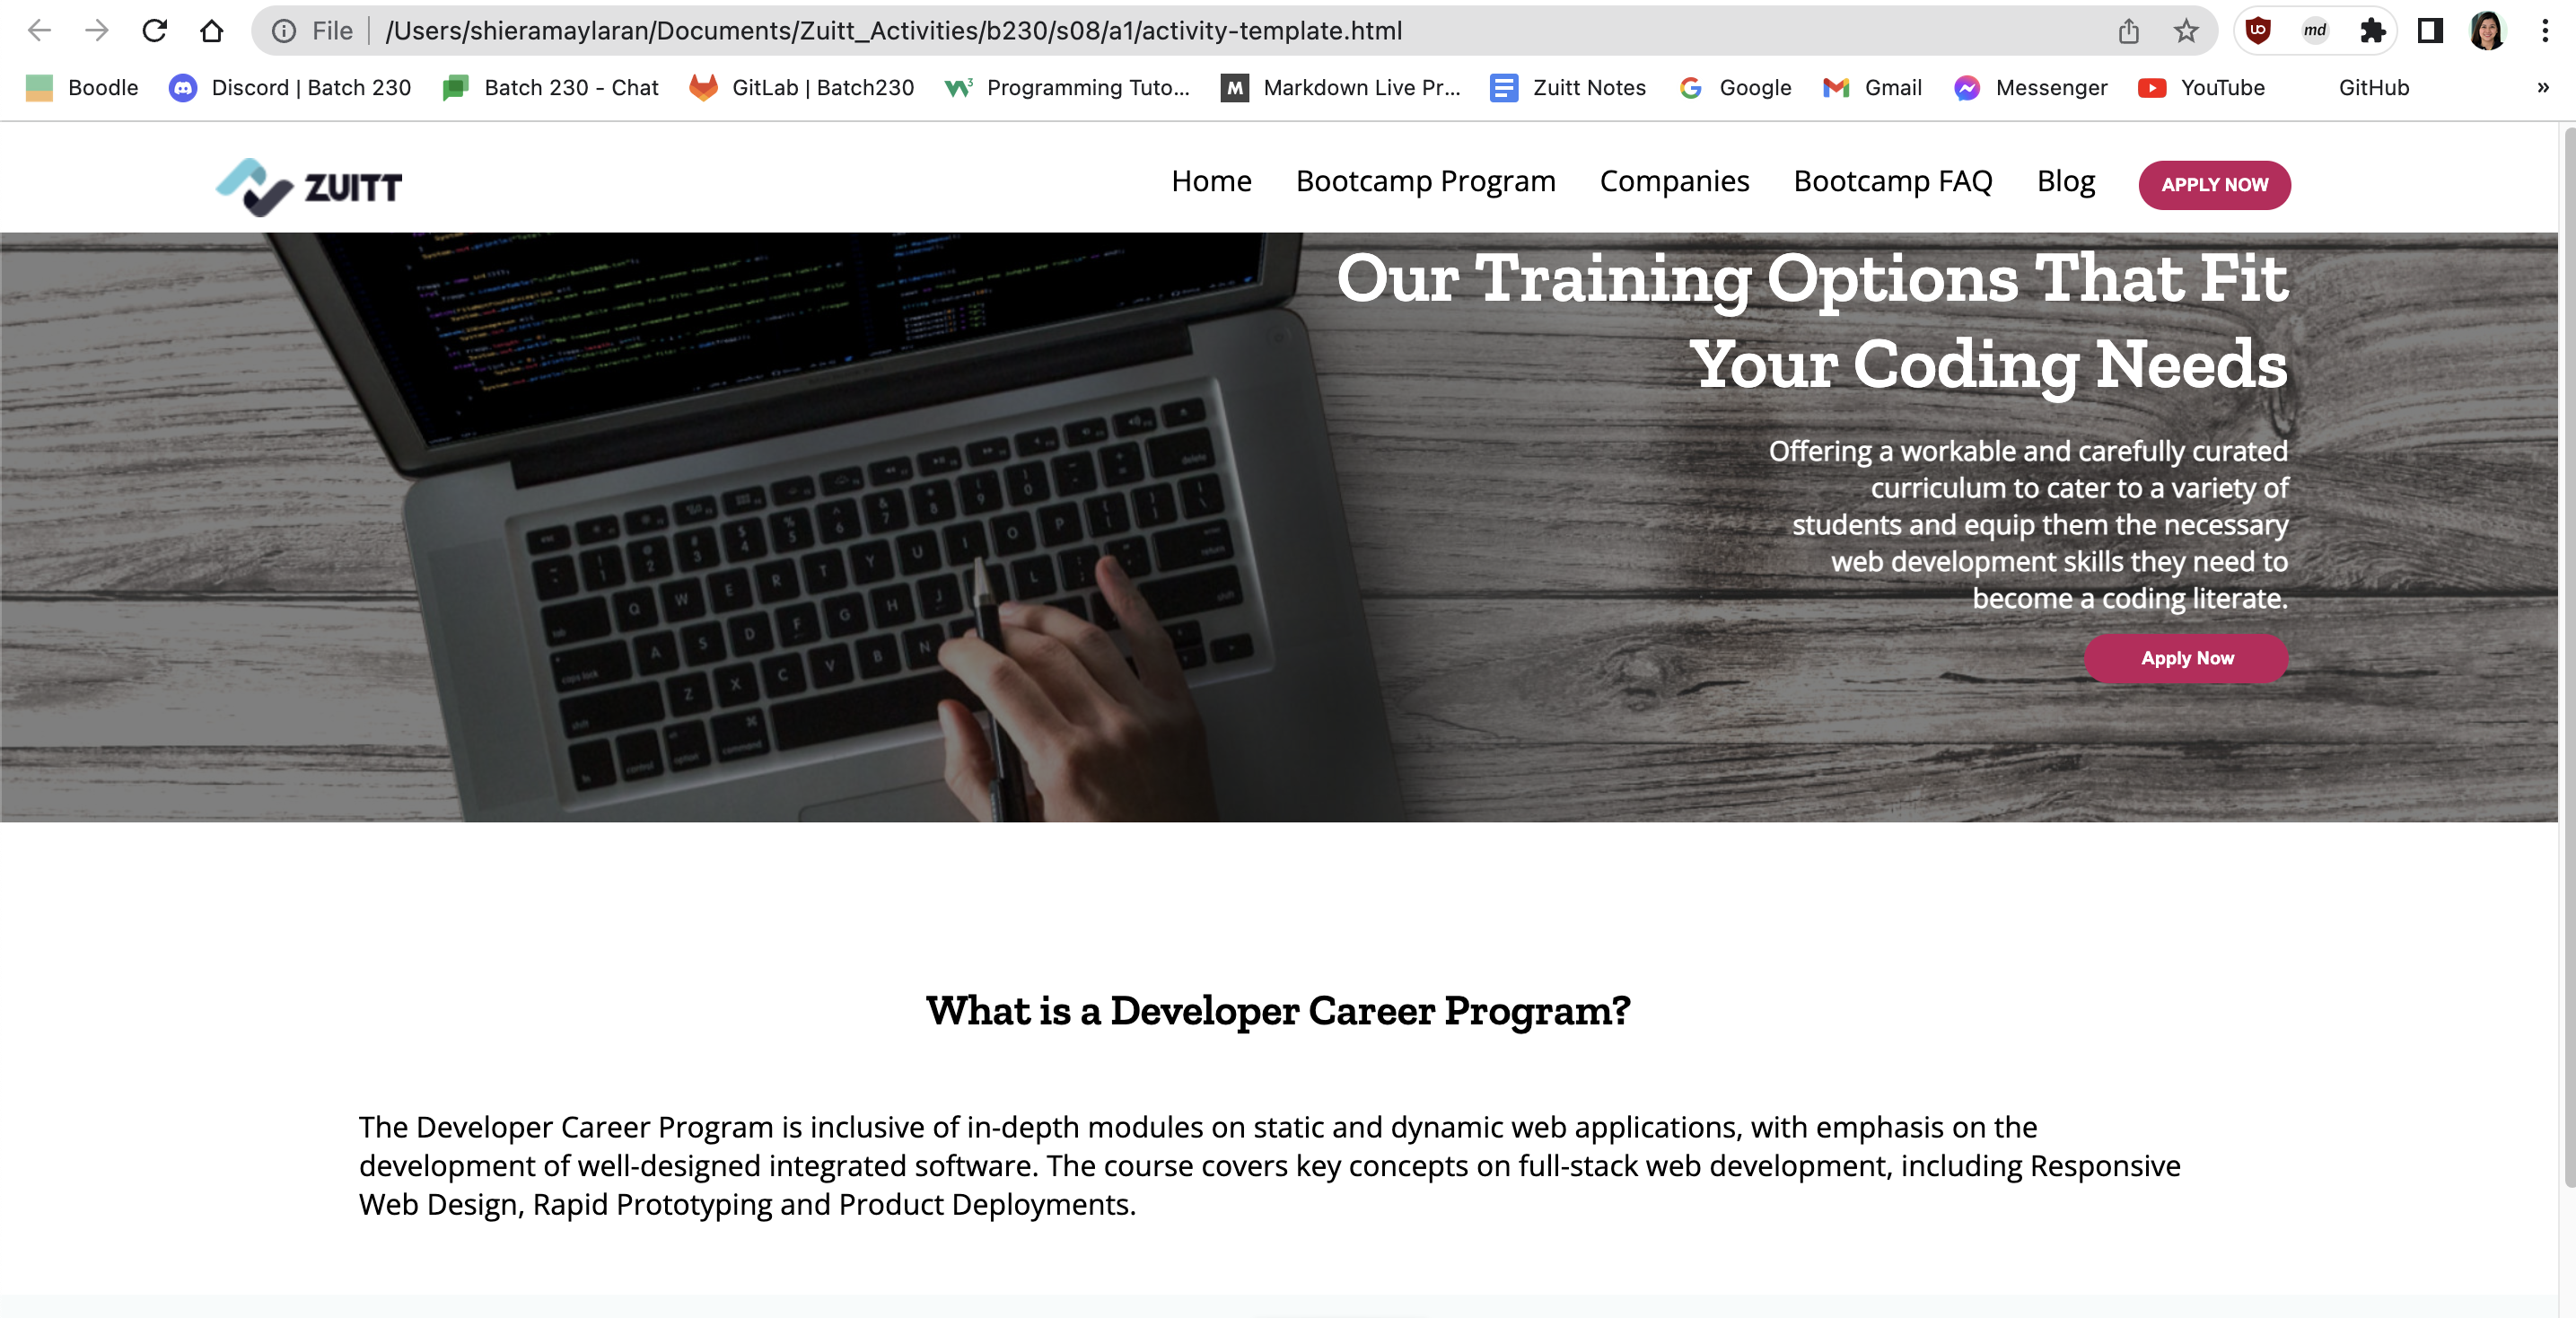 File
/Users/shieramaylaran/Documents/Zuitt_Activities/b230/s08/a1/activity-template.html
md
Boodle
Discord | Batch 230
Batch 230 - Chat
GitLab | Batch230
Programming Tuto...
M
Markdown Live Pr...
Zuitt Notes
Google
Gmail
Messenger
YouTube
GitHub
»
ZUITT
Home
Bootcamp Program
Companies
Bootcamp FAQ
Blog
APPLY NOW
Our Training Options That Fit
Your Coding Needs
Offering a workable and carefully curated
curriculum to cater to a variety of
students and equip them the necessary
web development skills they need to
become a coding literate.
Apply Now
What is a Developer Career Program?
The Developer Career Program is inclusive of in-depth modules on static and dynamic web applications, with emphasis on the
development of well-designed integrated software. The course covers key concepts on full-stack web development, including Responsive
Web Design, Rapid Prototyping and Product Deployments.